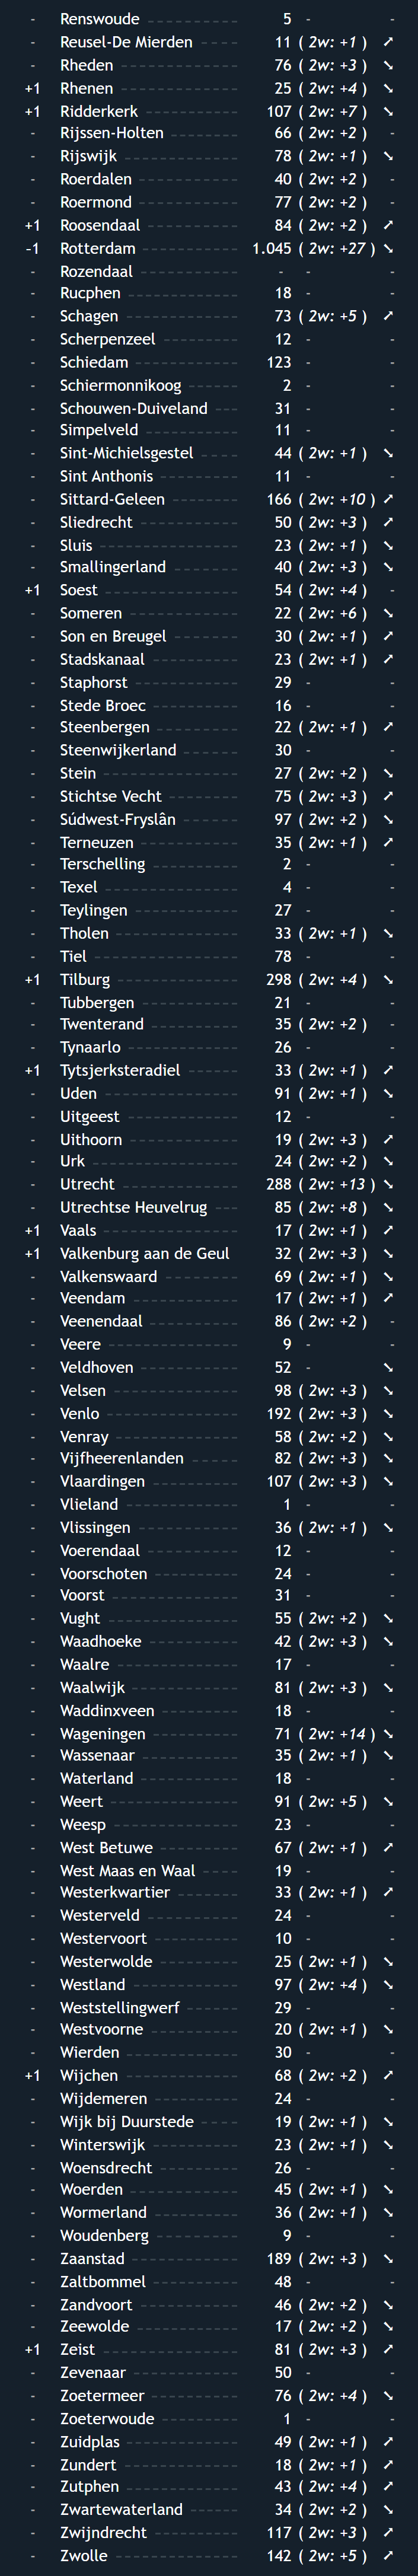 - Renswoude ------------ 5 - -
- Reusel-De Mierden ----- 11 ( 2w: +1 ) ➚
- Rheden --------------- 76 ( 2w: +3 ) ➘
+1 Rhenen --------------- 25 ( 2w: +4 ) ➘
+1 Ridderkerk ------------ 107 ( 2w: +7 ) ➘
- Rijssen-Holten --------- 66 ( 2w: +2 ) -
- Rijswijk --------------- 78 ( 2w: +1 ) ➘
- Roerdalen ------------- 40 ( 2w: +2 ) -
- Roermond ------------- 77 ( 2w: +2 ) -
+1 Roosendaal ------------ 84 ( 2w: +2 ) ➚
-1 Rotterdam ------------- 1.045 ( 2w: +27 ) ➘
- Rozendaal ------------- - - -
- Rucphen -------------- 18 - -
- Schagen -------------- 73 ( 2w: +5 ) ➚
- Scherpenzeel ---------- 12 - -
- Schiedam ------------- 123 - -
- Schiermonnikoog ------- 2 - -
- Schouwen-Duiveland --- 31 - -
- Simpelveld ------------ 11 - -
- Sint-Michielsgestel ----- 44 ( 2w: +1 ) ➘
- Sint Anthonis ---------- 11 - -
- Sittard-Geleen --------- 166 ( 2w: +10 ) ➚
- Sliedrecht ------------- 50 ( 2w: +3 ) ➚
- Sluis ------------------ 23 ( 2w: +1 ) ➘
- Smallingerland --------- 40 ( 2w: +3 ) ➘
+1 Soest ----------------- 54 ( 2w: +4 ) -
- Someren -------------- 22 ( 2w: +6 ) ➘
- Son en Breugel --------- 30 ( 2w: +1 ) ➚
- Stadskanaal ----------- 23 ( 2w: +1 ) ➚
- Staphorst ------------- 29 - -
- Stede Broec ----------- 16 - -
- Steenbergen ----------- 22 ( 2w: +1 ) ➚
- Steenwijkerland -------- 30 - -
- Stein ----------------- 27 ( 2w: +2 ) ➘
- Stichtse Vecht --------- 75 ( 2w: +3 ) ➚
- Súdwest-Fryslân -------- 97 ( 2w: +2 ) ➘
- Terneuzen ------------- 35 ( 2w: +1 ) ➚
- Terschelling ----------- 2 - -
- Texel ----------------- 4 - -
- Teylingen ------------- 27 - -
- Tholen --------------- 33 ( 2w: +1 ) ➘
- Tiel ------------------ 78 - -
+1 Tilburg --------------- 298 ( 2w: +4 ) ➘
- Tubbergen ------------ 21 - -
- Twenterand ----------- 35 ( 2w: +2 ) -
- Tynaarlo -------------- 26 - -
+1 Tytsjerksteradiel ------- 33 ( 2w: +1 ) ➚
- Uden ----------------- 91 ( 2w: +1 ) ➘
- Uitgeest -------------- 12 - -
- Uithoorn -------------- 19 ( 2w: +3 ) ➚
- Urk ------------------ 24 ( 2w: +2 ) ➘
- Utrecht --------------- 288 ( 2w: +13 ) ➘
- Utrechtse Heuvelrug --- 85 ( 2w: +8 ) ➘
+1 Vaals ----------------- 17 ( 2w: +1 ) ➚
+1 Valkenburg aan de Geul 32 ( 2w: +3 ) ➘
- Valkenswaard ---------- 69 ( 2w: +1 ) ➘
- Veendam -------------- 17 ( 2w: +1 ) ➚
- Veenendaal ------------ 86 ( 2w: +2 ) -
- Veere ----------------- 9 - -
- Veldhoven ------------- 52 - ➘
- Velsen ---------------- 98 ( 2w: +3 ) ➘
- Venlo ----------------- 192 ( 2w: +3 ) ➘
- Venray --------------- 58 ( 2w: +2 ) ➘
- Vijfheerenlanden ------ 82 ( 2w: +3 ) ➘
- Vlaardingen ----------- 107 ( 2w: +3 ) ➘
- Vlieland --------------- 1 - -
- Vlissingen ------------- 36 ( 2w: +1 ) ➘
- Voerendaal ------------ 12 - -
- Voorschoten ----------- 24 - -
- Voorst ---------------- 31 - -
- Vught ---------------- 55 ( 2w: +2 ) ➘
- Waadhoeke ------------ 42 ( 2w: +3 ) ➘
- Waalre --------------- 17 - -
- Waalwijk -------------- 81 ( 2w: +3 ) ➘
- Waddinxveen ---------- 18 - -
- Wageningen ----------- 71 ( 2w: +14 ) ➘
- Wassenaar ------------ 35 ( 2w: +1 ) ➘
- Waterland ------------- 18 - -
- Weert ---------------- 91 ( 2w: +5 ) ➘
- Weesp ---------------- 23 - -
- West Betuwe ---------- 67 ( 2w: +1 ) ➚
- West Maas en Waal ---- 19 - -
- Westerkwartier -------- 33 ( 2w: +1 ) ➚
- Westerveld ------------ 24 - -
- Westervoort ----------- 10 - -
- Westerwolde ---------- 25 ( 2w: +1 ) ➘
- Westland ------------- 97 ( 2w: +4 ) ➘
- Weststellingwerf ------- 29 - -
- Westvoorne ----------- 20 ( 2w: +1 ) ➘
- Wierden -------------- 30 - -
+1 Wijchen --------------- 68 ( 2w: +2 ) ➚
- Wijdemeren ----------- 24 - -
- Wijk bij Duurstede ----- 19 ( 2w: +1 ) ➘
- Winterswijk ------------ 23 ( 2w: +1 ) ➘
- Woensdrecht ---------- 26 - -
- Woerden -------------- 45 ( 2w: +1 ) ➘
- Wormerland ----------- 36 ( 2w: +1 ) ➘
- Woudenberg ----------- 9 - -
- Zaanstad -------------- 189 ( 2w: +3 ) ➘
- Zaltbommel ----------- 48 - -
- Zandvoort ------------- 46 ( 2w: +2 ) ➘
- Zeewolde ------------- 17 ( 2w: +2 ) ➘
+1 Zeist ----------------- 81 ( 2w: +3 ) ➚
- Zevenaar -------------- 50 - -
- Zoetermeer ----------- 76 ( 2w: +4 ) ➘
- Zoeterwoude ---------- 1 - -
- Zuidplas -------------- 49 ( 2w: +1 ) ➚
- Zundert --------------- 18 ( 2w: +1 ) ➚
- Zutphen -------------- 43 ( 2w: +4 ) ➚
- Zwartewaterland ------- 34 ( 2w: +2 ) ➘
- Zwijndrecht ----------- 117 ( 2w: +3 ) ➚
- Zwolle ---------------- 142 ( 2w: +5 ) ➚